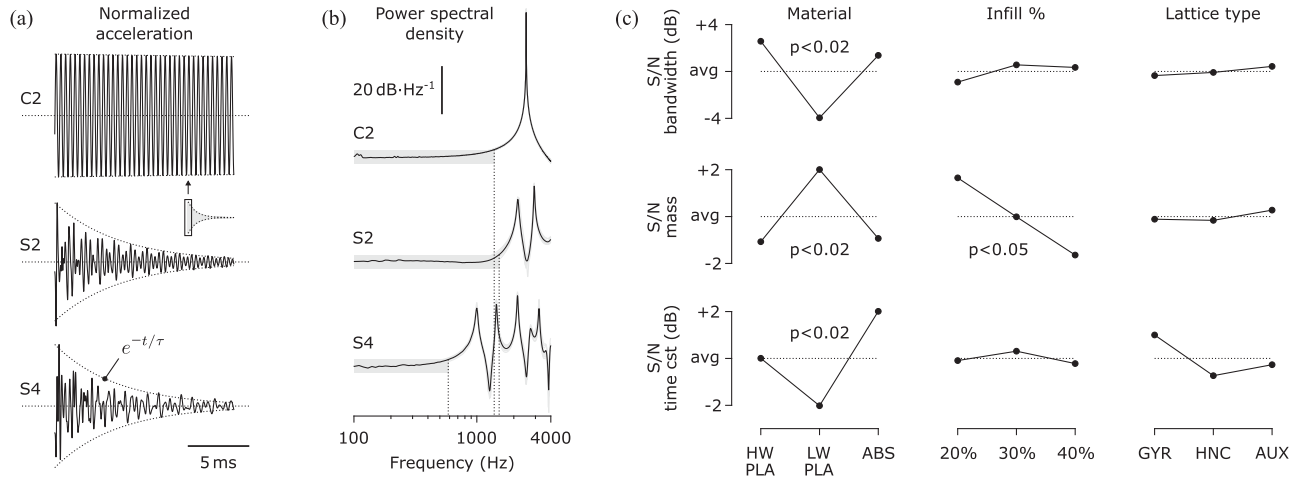 (a)
Normalized
acceleration
C2
S2
S4
e^{-t/τ}
5 ms
(b)
Power spectral
density
20 dB·Hz⁻¹
C2
S2
S4
100
1000
4000
Frequency (Hz)
(c)
Material
Infill %
Lattice type
S/N
bandwidth (dB)
+4
avg
-4
p<0.02
S/N
mass
+2
avg
-2
p<0.02
p<0.05
S/N
time cst (dB)
+2
avg
-2
p<0.02
HW
PLA
LW
PLA
ABS
20%
30%
40%
GYR
HNC
AUX